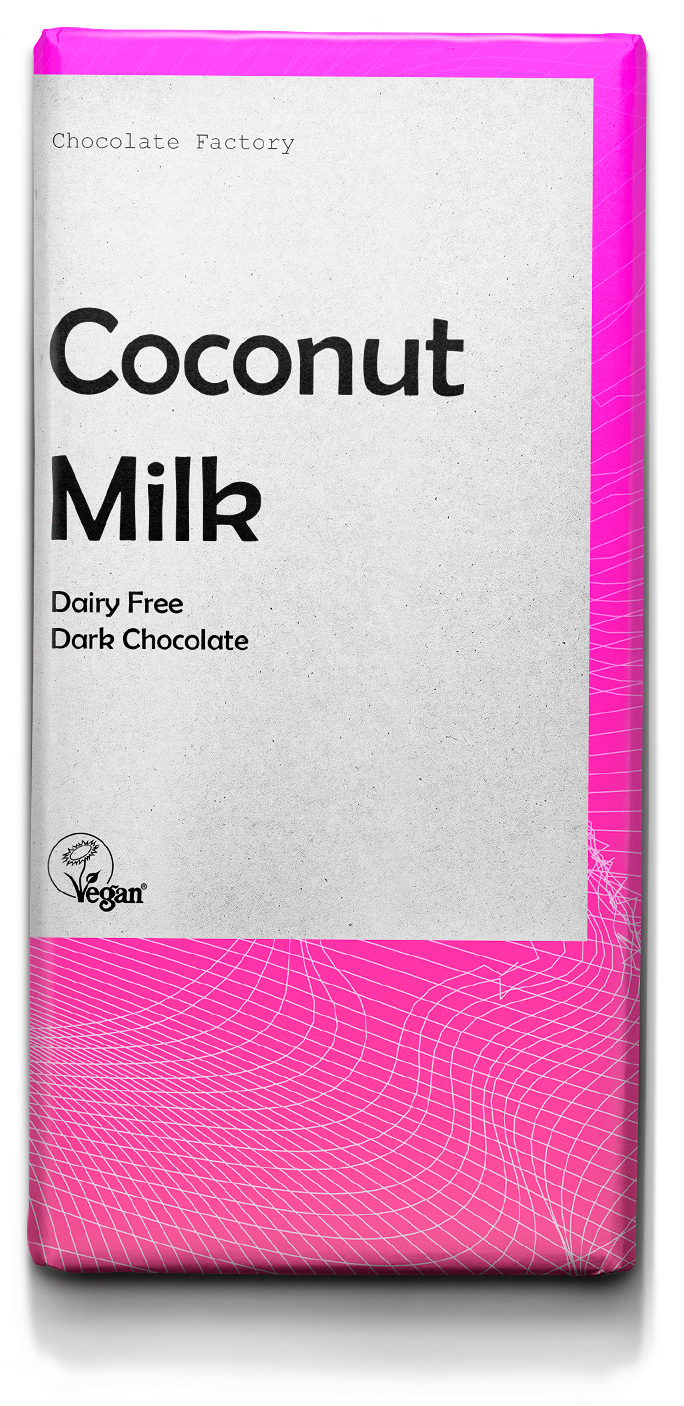 Chocolate Factory
Coconut
Milk
Dairy Free
Dark Chocolate
Vegan®